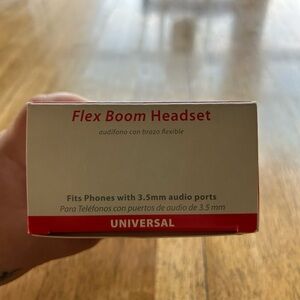 Flex Boom Headset
audífono con brazo flexible
Fits Phones with 3.5mm audio ports
Para Teléfonos con puertos de audio de 3.5 mm
UNIVERSAL